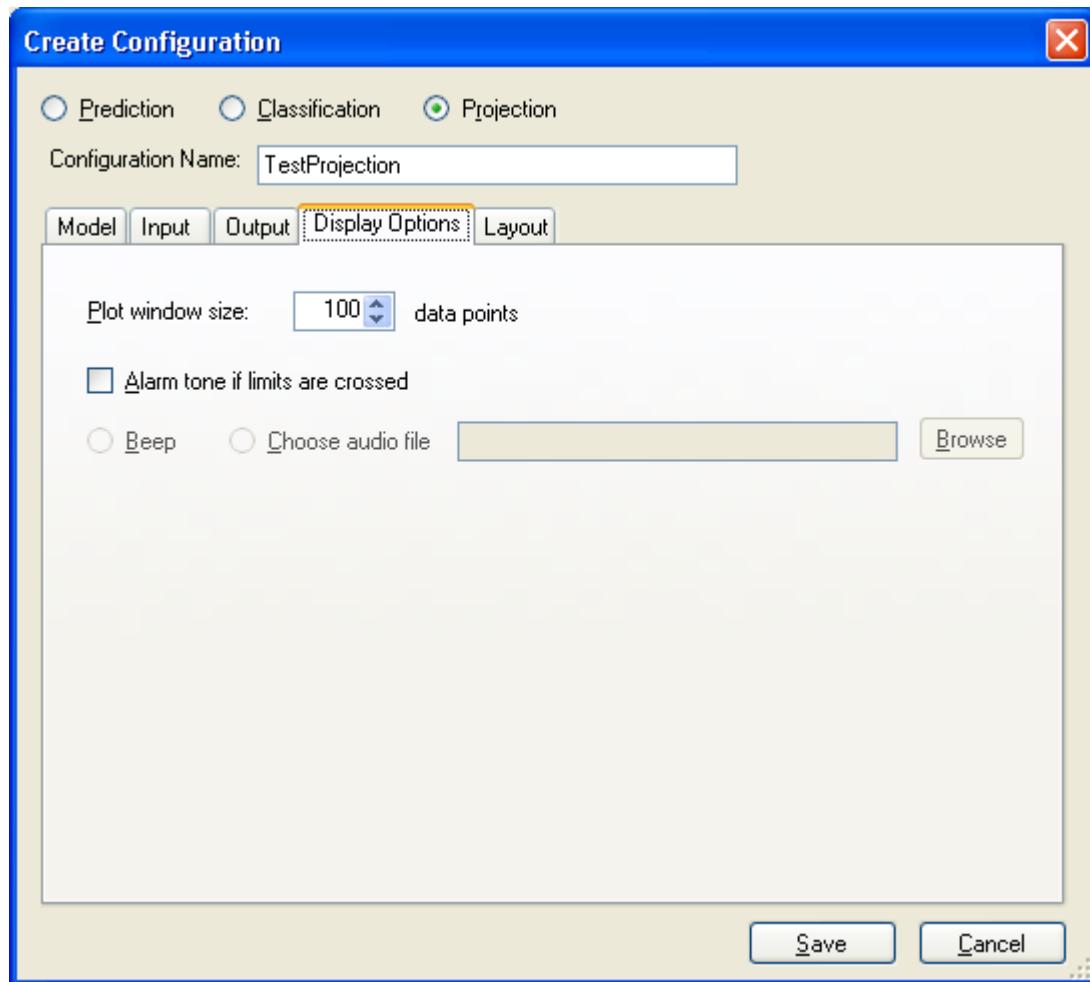 Create Configuration
Prediction Classification Projection
Configuration Name: TestProjection
Model Input Output Display Options Layout
Plot window size: 100 data points
Alarm tone if limits are crossed
Beep Choose audio file Browse
Save Cancel